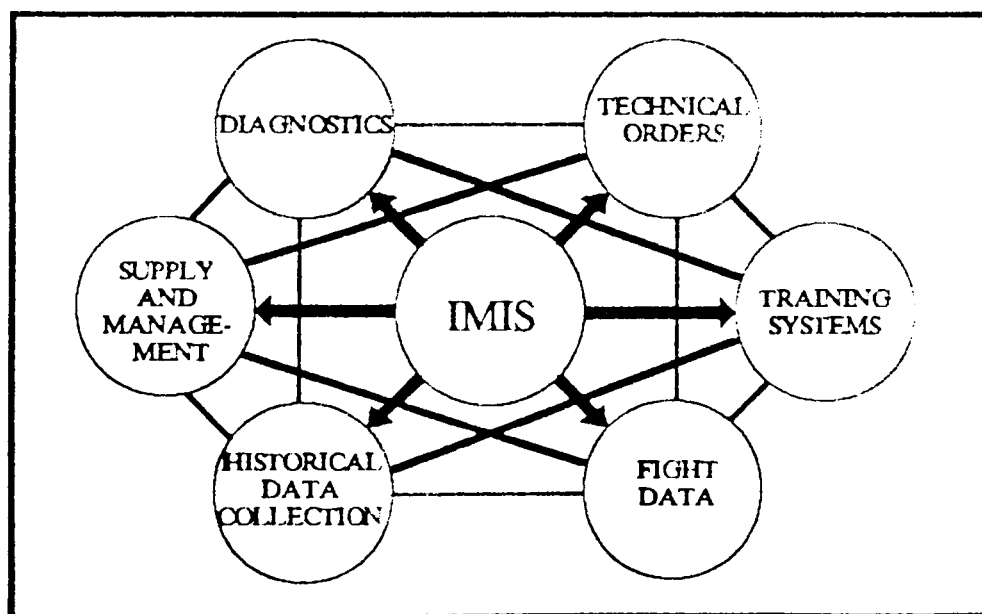 DIAGNOSTICS
TECHNICAL
ORDERS
SUPPLY
AND
MANAGE-
MENT
IMIS
TRAINING
SYSTEMS
HISTORICAL
DATA
COLLECTION
FIGHT
DATA